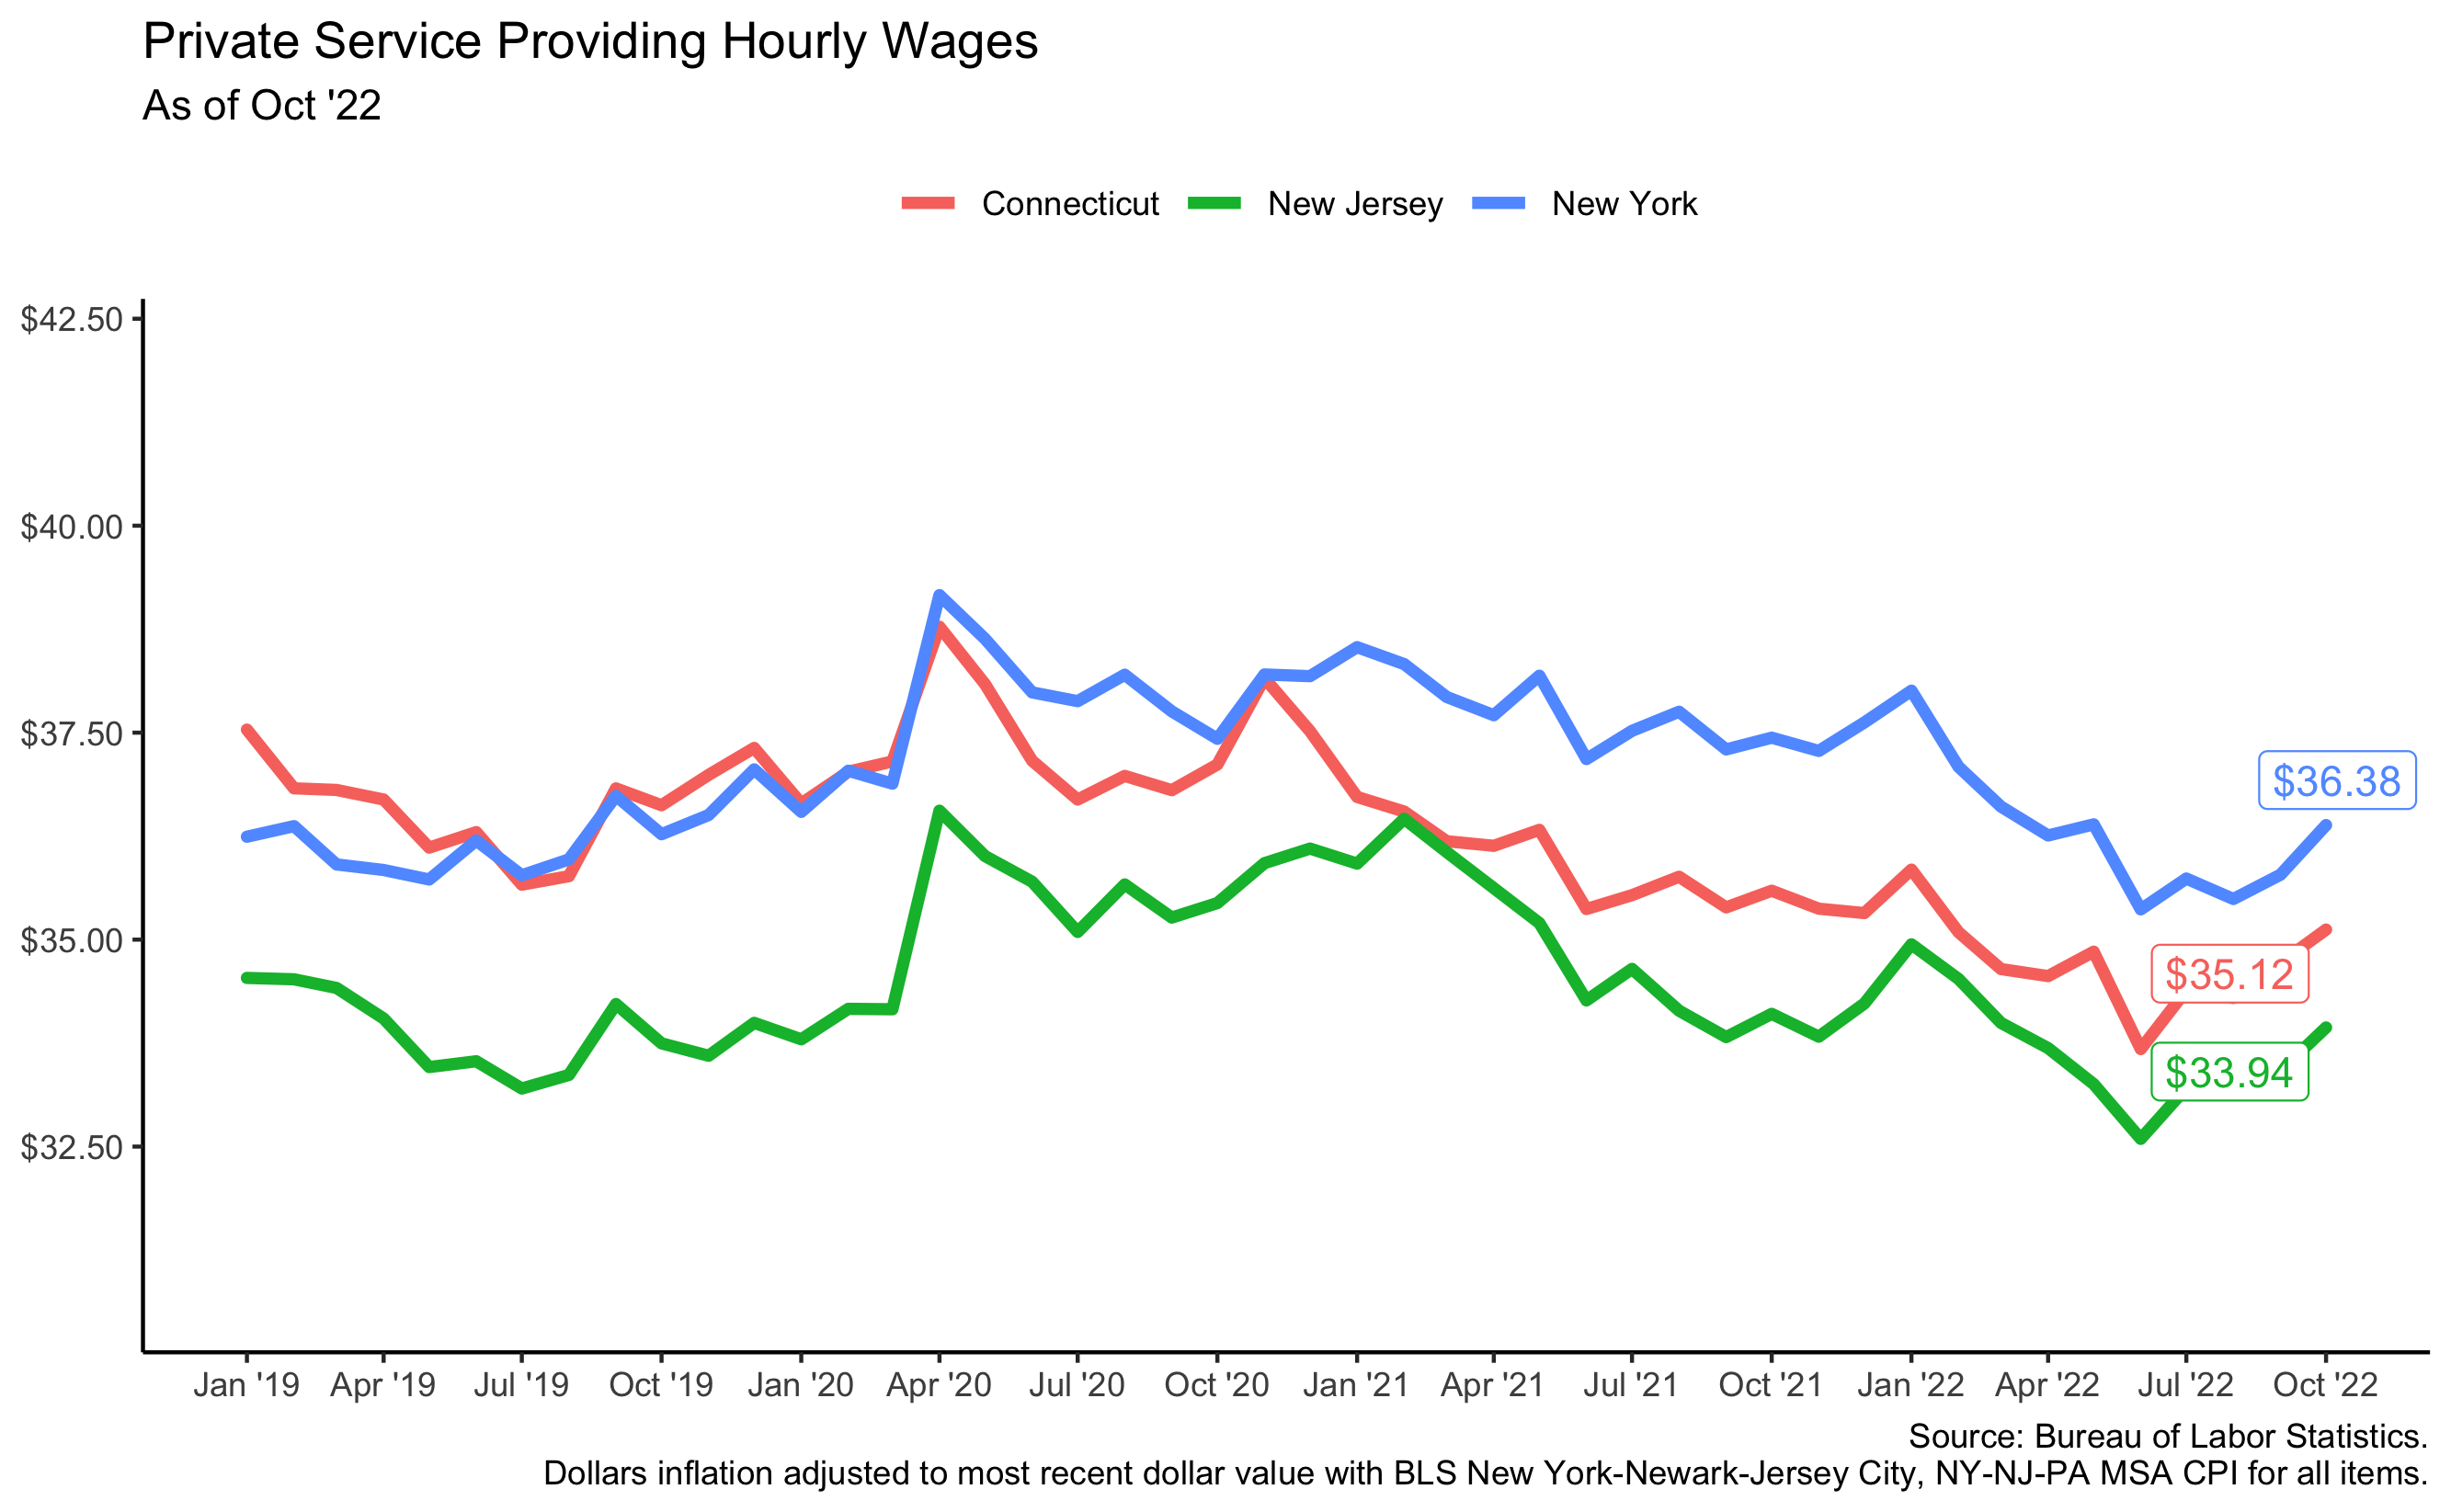 Private Service Providing Hourly Wages
As of Oct '22
Connecticut New Jersey New York
$42.50
$40.00
$37.50
$35.00
$32.50
$36.38
$35.12
$33.94
Jan '19 Apr '19 Jul '19 Oct '19 Jan '20 Apr '20 Jul '20 Oct '20 Jan '21 Apr '21 Jul '21 Oct '21 Jan '22 Apr '22 Jul '22 Oct '22
Source: Bureau of Labor Statistics.
Dollars inflation adjusted to most recent dollar value with BLS New York-Newark-Jersey City, NY-NJ-PA MSA CPI for all items.